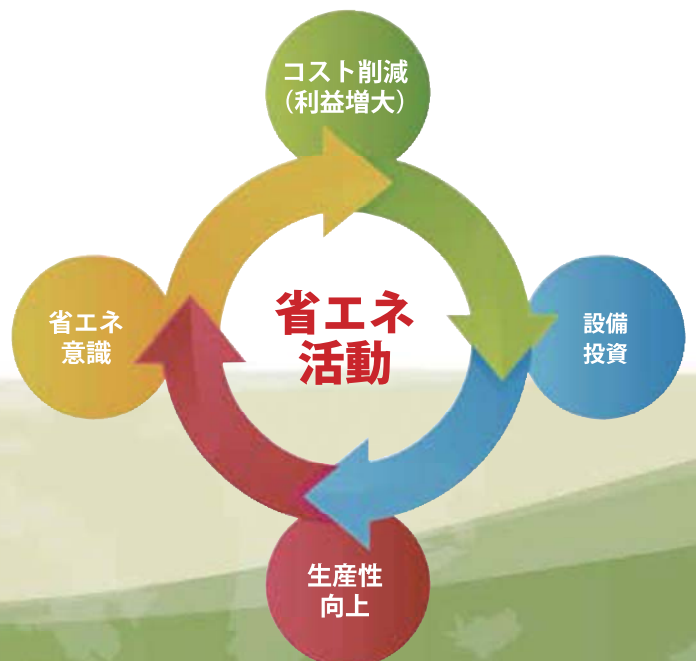 コスト削減
（利益増大）
省エネ
意識
省エネ
活動
設備
投資
生産性
向上